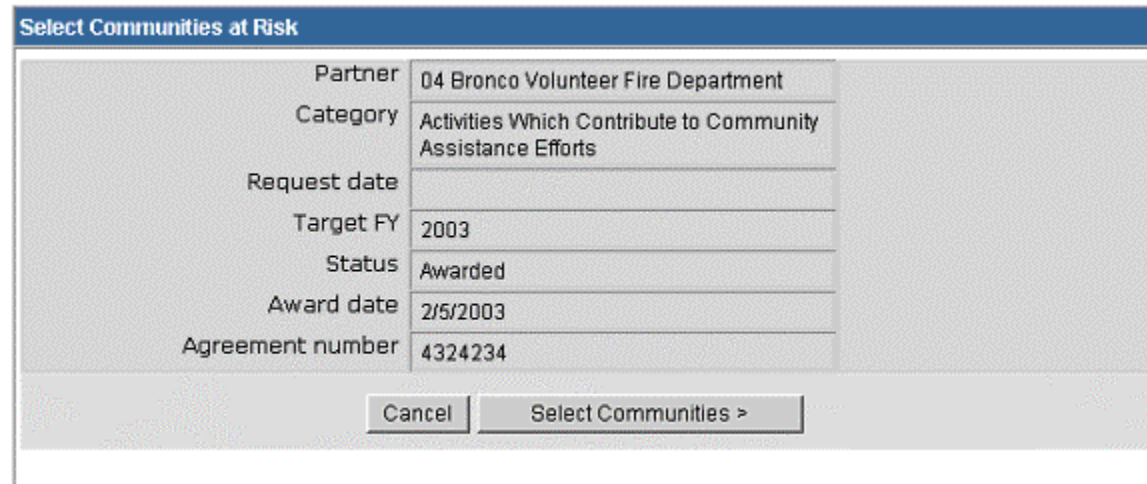 Select Communities at Risk
Partner 04 Bronco Volunteer Fire Department
Category Activities Which Contribute to Community
Assistance Efforts
Request date
Target FY 2003
Status Awarded
Award date 2/5/2003
Agreement number 4324234
Cancel Select Communities >